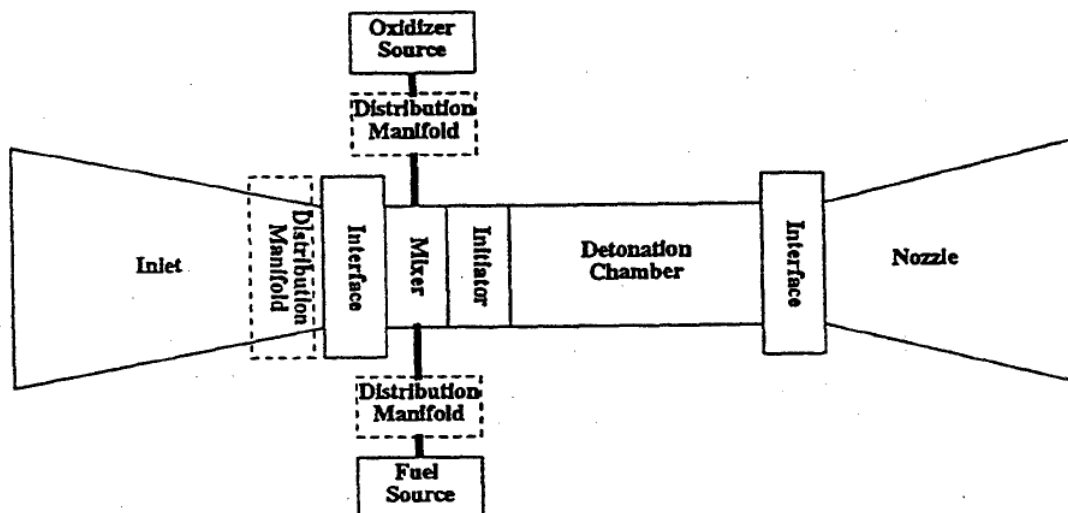 Oxidizer
Source
Distribution
Manifold
Inlet
Distribution
Manifold
Interface
Mixer
Initiator
Detonation
Chamber
Interface
Nozzle
Distribution
Manifold
Fuel
Source